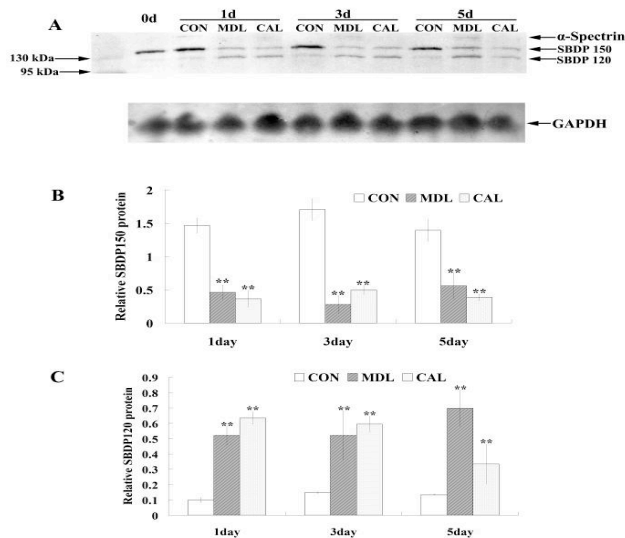 A
0d
1d
3d
5d
CON MDL CAL CON MDL CAL CON MDL CAL
α-Spectrin
SBDP 150
SBDP 120
130 kDa
95 kDa
GAPDH
B
Relative SBDP150 protein
2
1.5
1
0.5
0
CON MDL CAL
** ** ** ** ** **
1day 3day 5day
C
Relative SBDP120 protein
0.9
0.8
0.7
0.6
0.5
0.4
0.3
0.2
0.1
0
CON MDL CAL
** ** ** ** ** **
1day 3day 5day